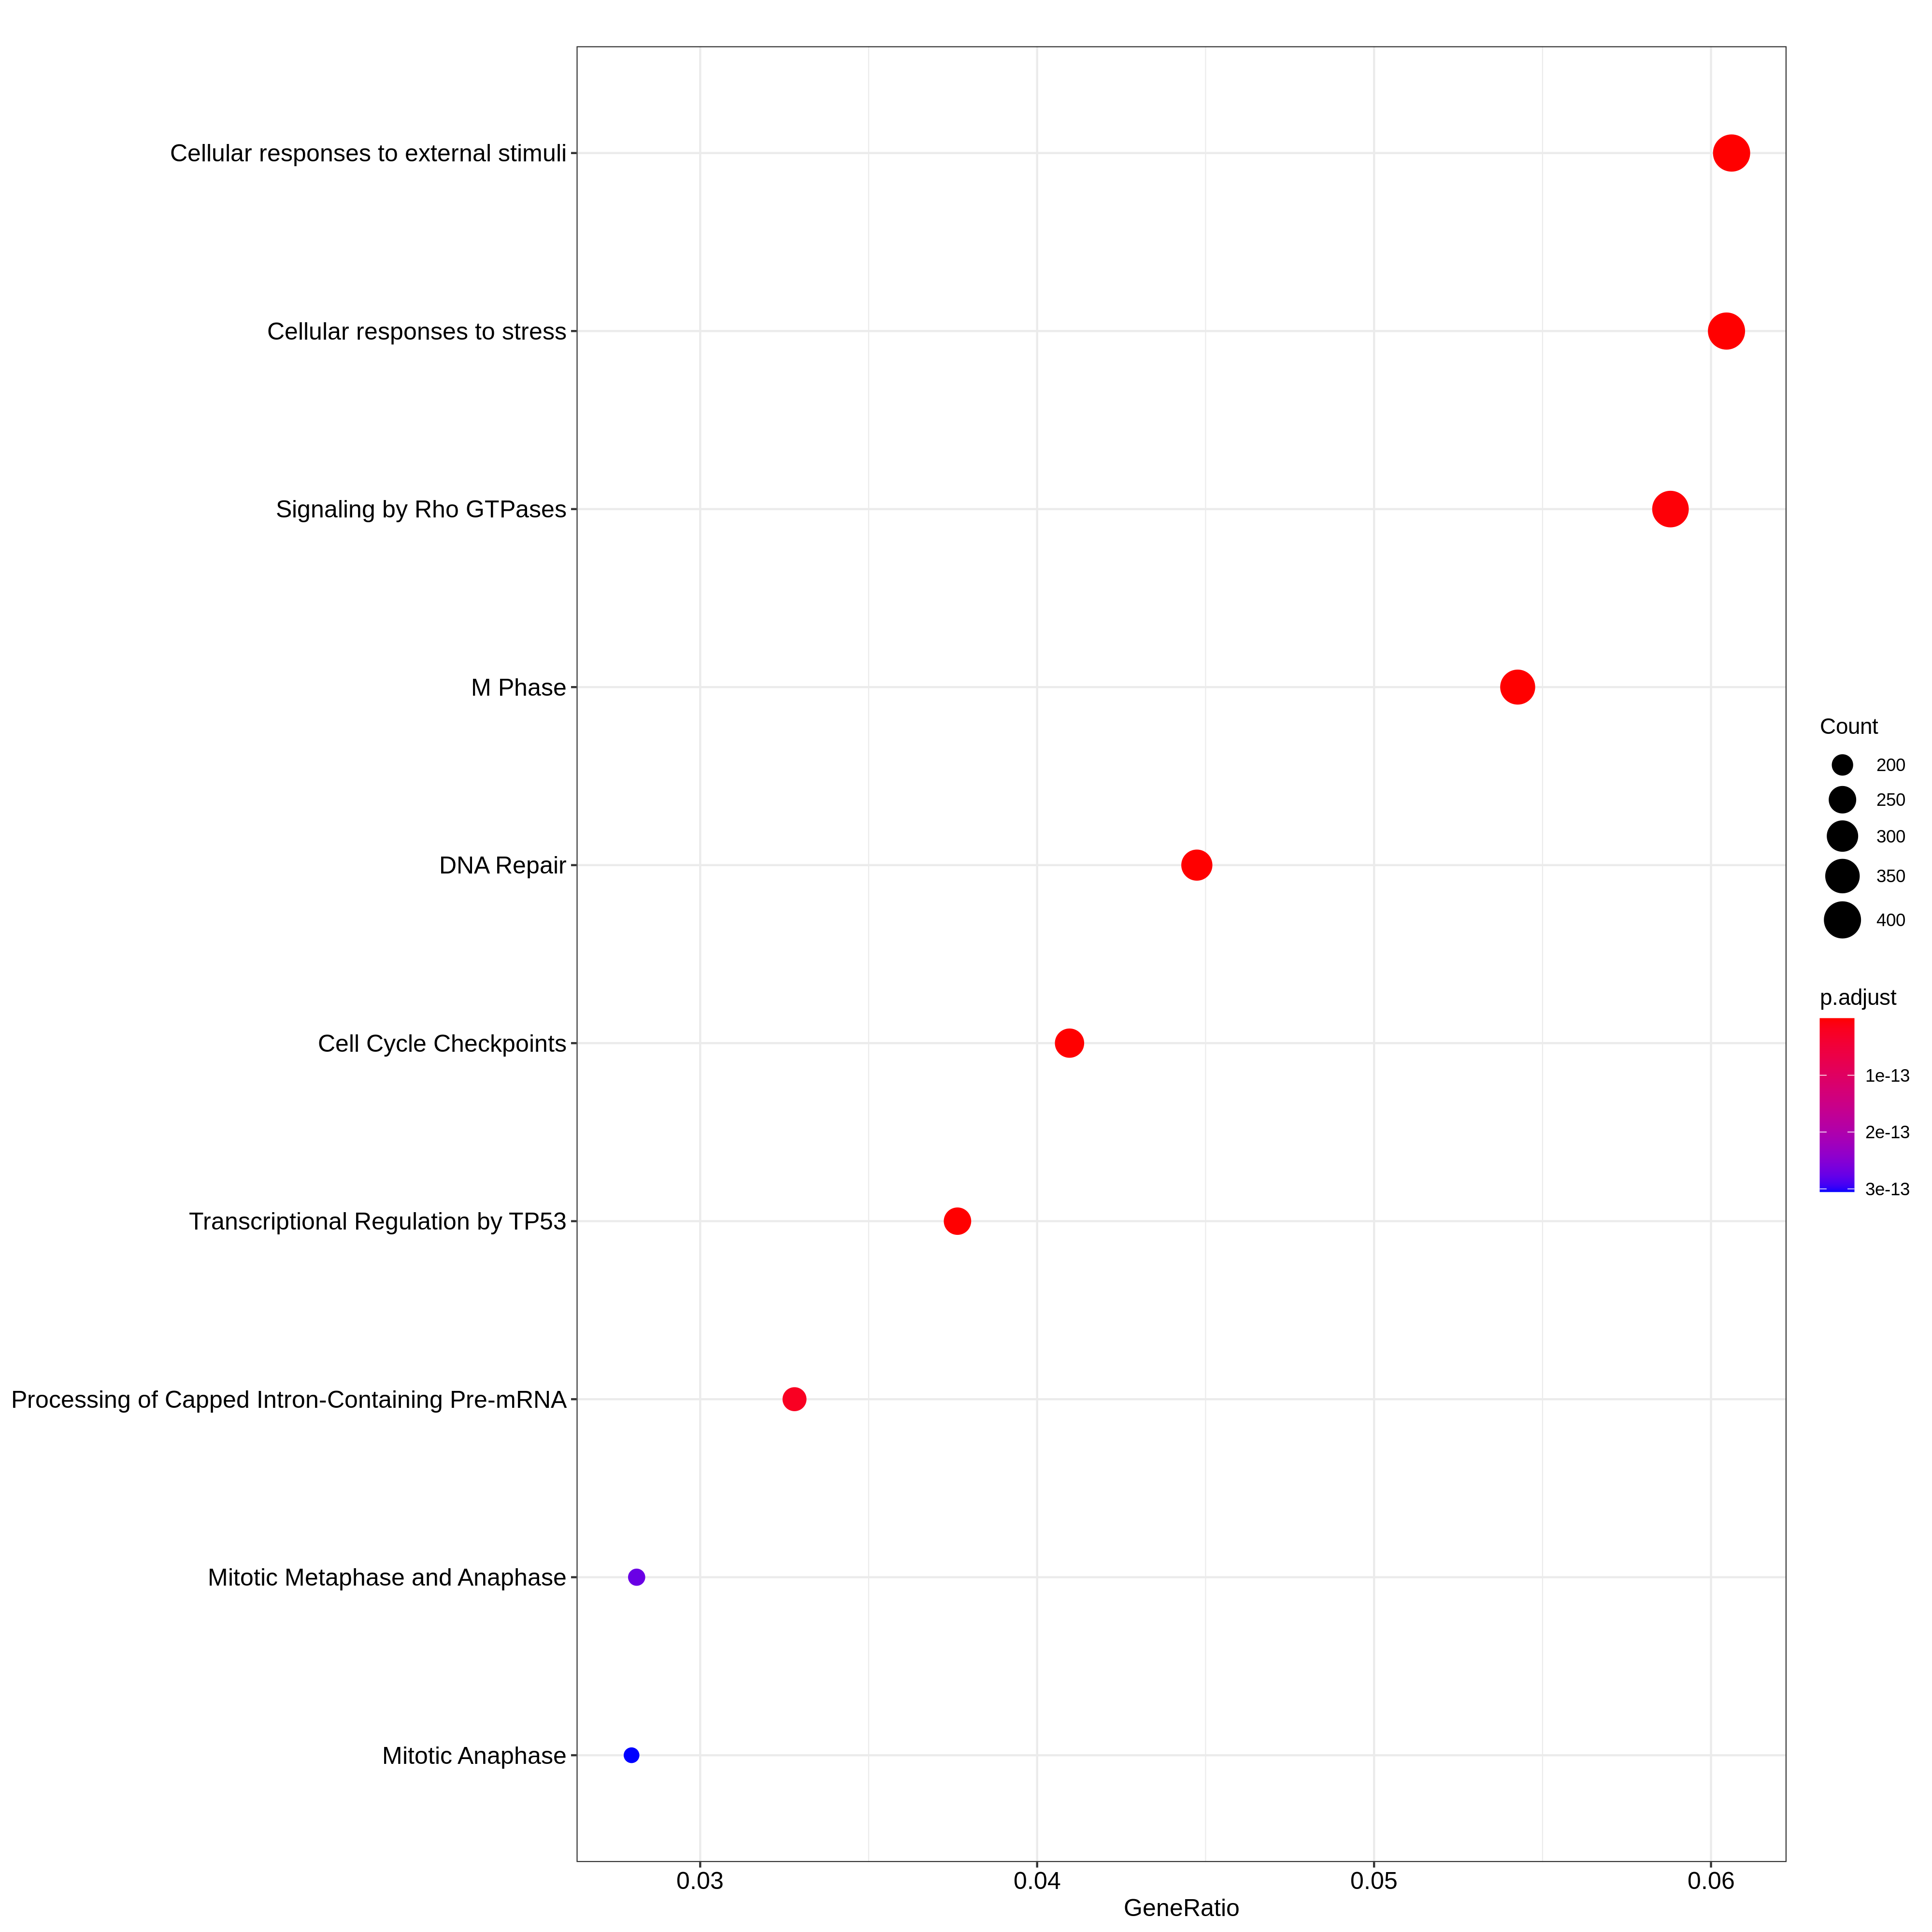 Cellular responses to external stimuli
Cellular responses to stress
Signaling by Rho GTPases
M Phase
DNA Repair
Cell Cycle Checkpoints
Transcriptional Regulation by TP53
Processing of Capped Intron-Containing Pre-mRNA
Mitotic Metaphase and Anaphase
Mitotic Anaphase
0.03 0.04 0.05 0.06
GeneRatio
Count
200
250
300
350
400
p.adjust
1e-13
2e-13
3e-13